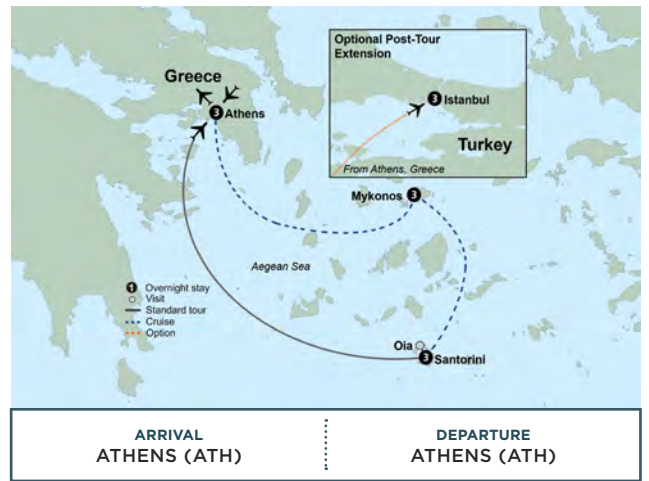 Optional Post-Tour
Extension
Greece
3 Athens
3 Istanbul
Turkey
From Athens, Greece
Mykonos 3
Aegean Sea
1 Overnight stay
Visit
Standard tour
Cruise
Option
Oia
3 Santorini
ARRIVAL
ATHENS (ATH)
DEPARTURE
ATHENS (ATH)